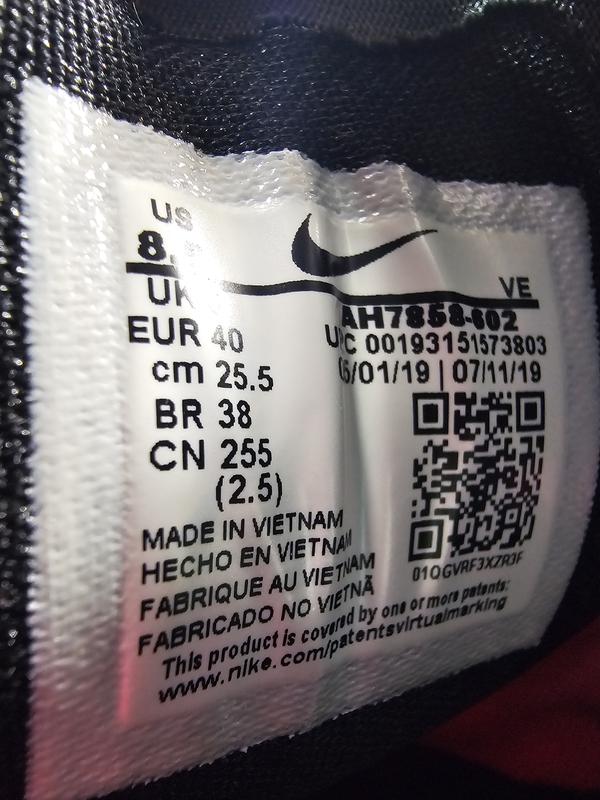 US
8.
UK
VE
EUR 40
AH7858-602
cm 25.5
UPC 00193151573803
BR 38
05/01/19 | 07/11/19
CN 255
(2.5)
01QGVRF3XZR3F
MADE IN VIETNAM
HECHO EN VIETNAM
FABRIQUE AU VIETNAM
FABRICADO NO VIETNÃ
This product is covered by one or more patents:
www.nike.com/patentsvirtualmarking